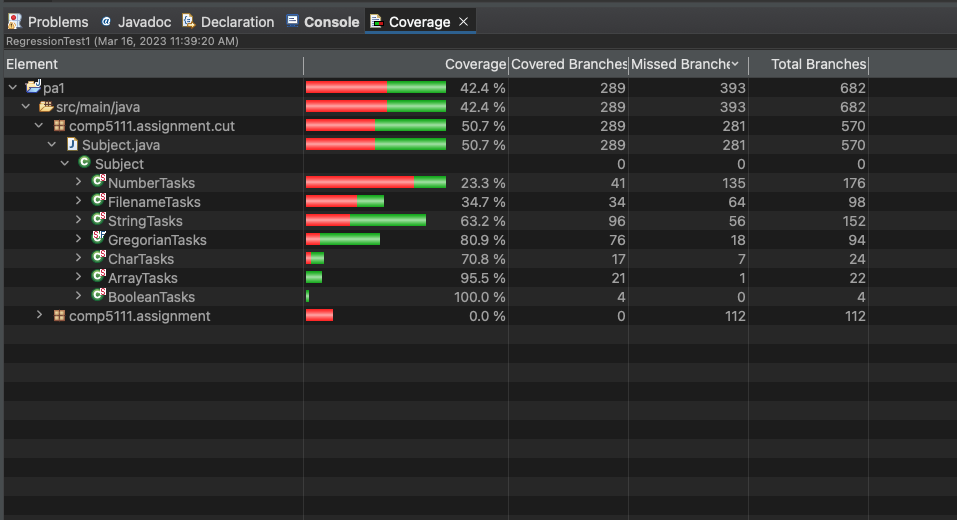 Problems @ Javadoc Declaration Console Coverage ×
RegressionTest1 (Mar 16, 2023 11:39:20 AM)
Element Coverage Covered Branches Missed Branche Total Branches
pa1 42.4 % 289 393 682
src/main/java 42.4 % 289 393 682
comp5111.assignment.cut 50.7 % 289 281 570
Subject.java 50.7 % 289 281 570
Subject 0 0 0
NumberTasks 23.3 % 41 135 176
FilenameTasks 34.7 % 34 64 98
StringTasks 63.2 % 96 56 152
GregorianTasks 80.9 % 76 18 94
CharTasks 70.8 % 17 7 24
ArrayTasks 95.5 % 21 1 22
BooleanTasks 100.0 % 4 0 4
comp5111.assignment 0.0 % 0 112 112